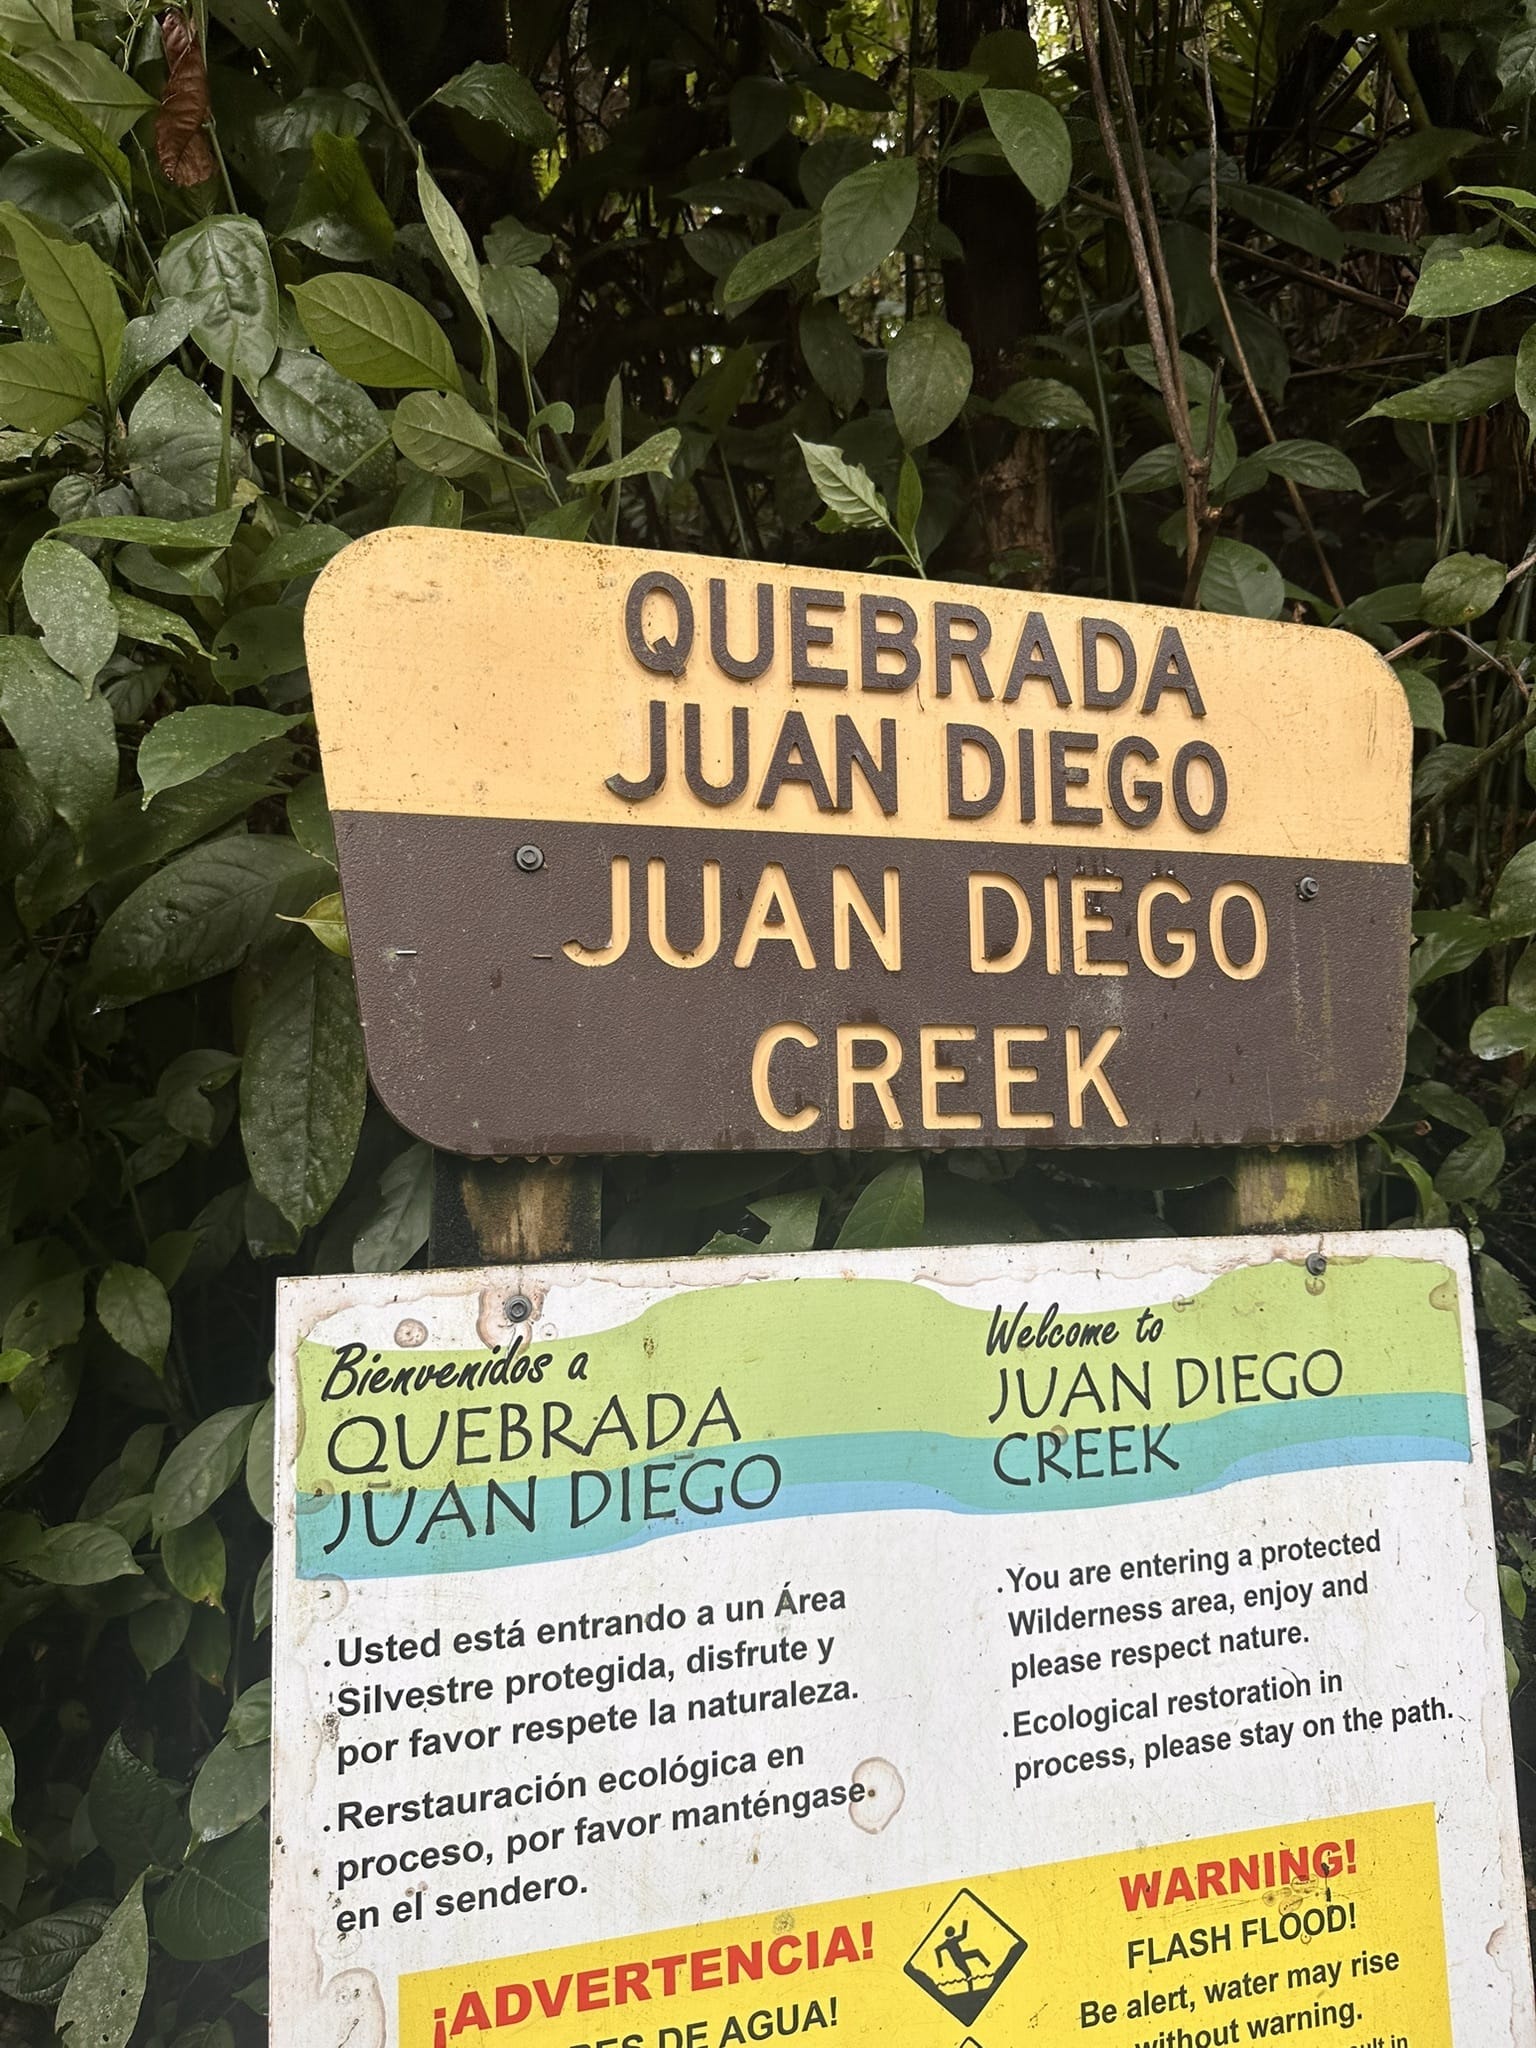 QUEBRADA
JUAN DIEGO
JUAN DIEGO
CREEK
Bienvenidos a
QUEBRADA
JUAN DIEGO
.Usted está entrando a un Área
Silvestre protegida, disfrute y
por favor respete la naturaleza.
.Rerstauración ecológica en
proceso, por favor manténgase
en el sendero.
Welcome to
JUAN DIEGO
CREEK
.You are entering a protected
Wilderness area, enjoy and
please respect nature.
.Ecological restoration in
process, please stay on the path.
¡ADVERTENCIA!
DE AGUA!
WARNING!
FLASH FLOOD!
Be alert, water may rise
without warning.
in